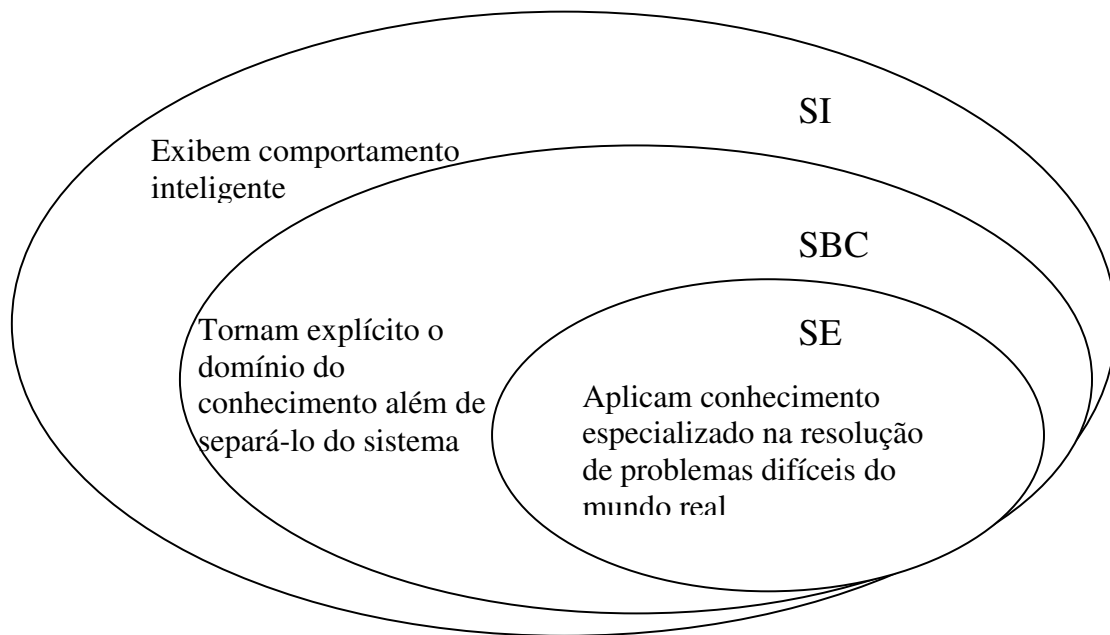 SI
Exibem comportamento
inteligente
SBC
Tornam explícito o
domínio do
conhecimento além de
separá-lo do sistema
SE
Aplicam conhecimento
especializado na resolução
de problemas difíceis do
mundo real